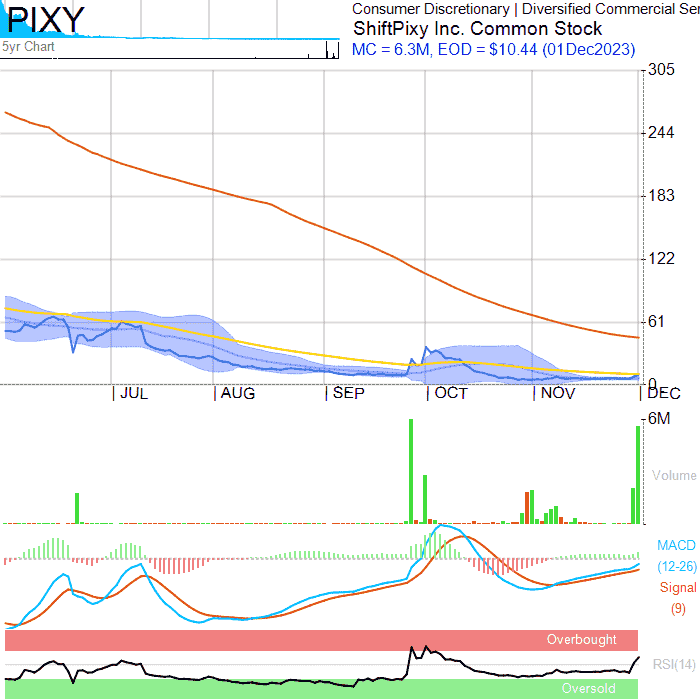 PIXY
5yr Chart
Consumer Discretionary | Diversified Commercial Ser
ShiftPixy Inc. Common Stock
MC = 6.3M, EOD = $10.44 (01Dec2023)
305
244
183
122
61
0
JUL
AUG
SEP
OCT
NOV
DEC
6M
Volume
MACD
(12-26)
Signal
(9)
Overbought
RSI(14)
Oversold